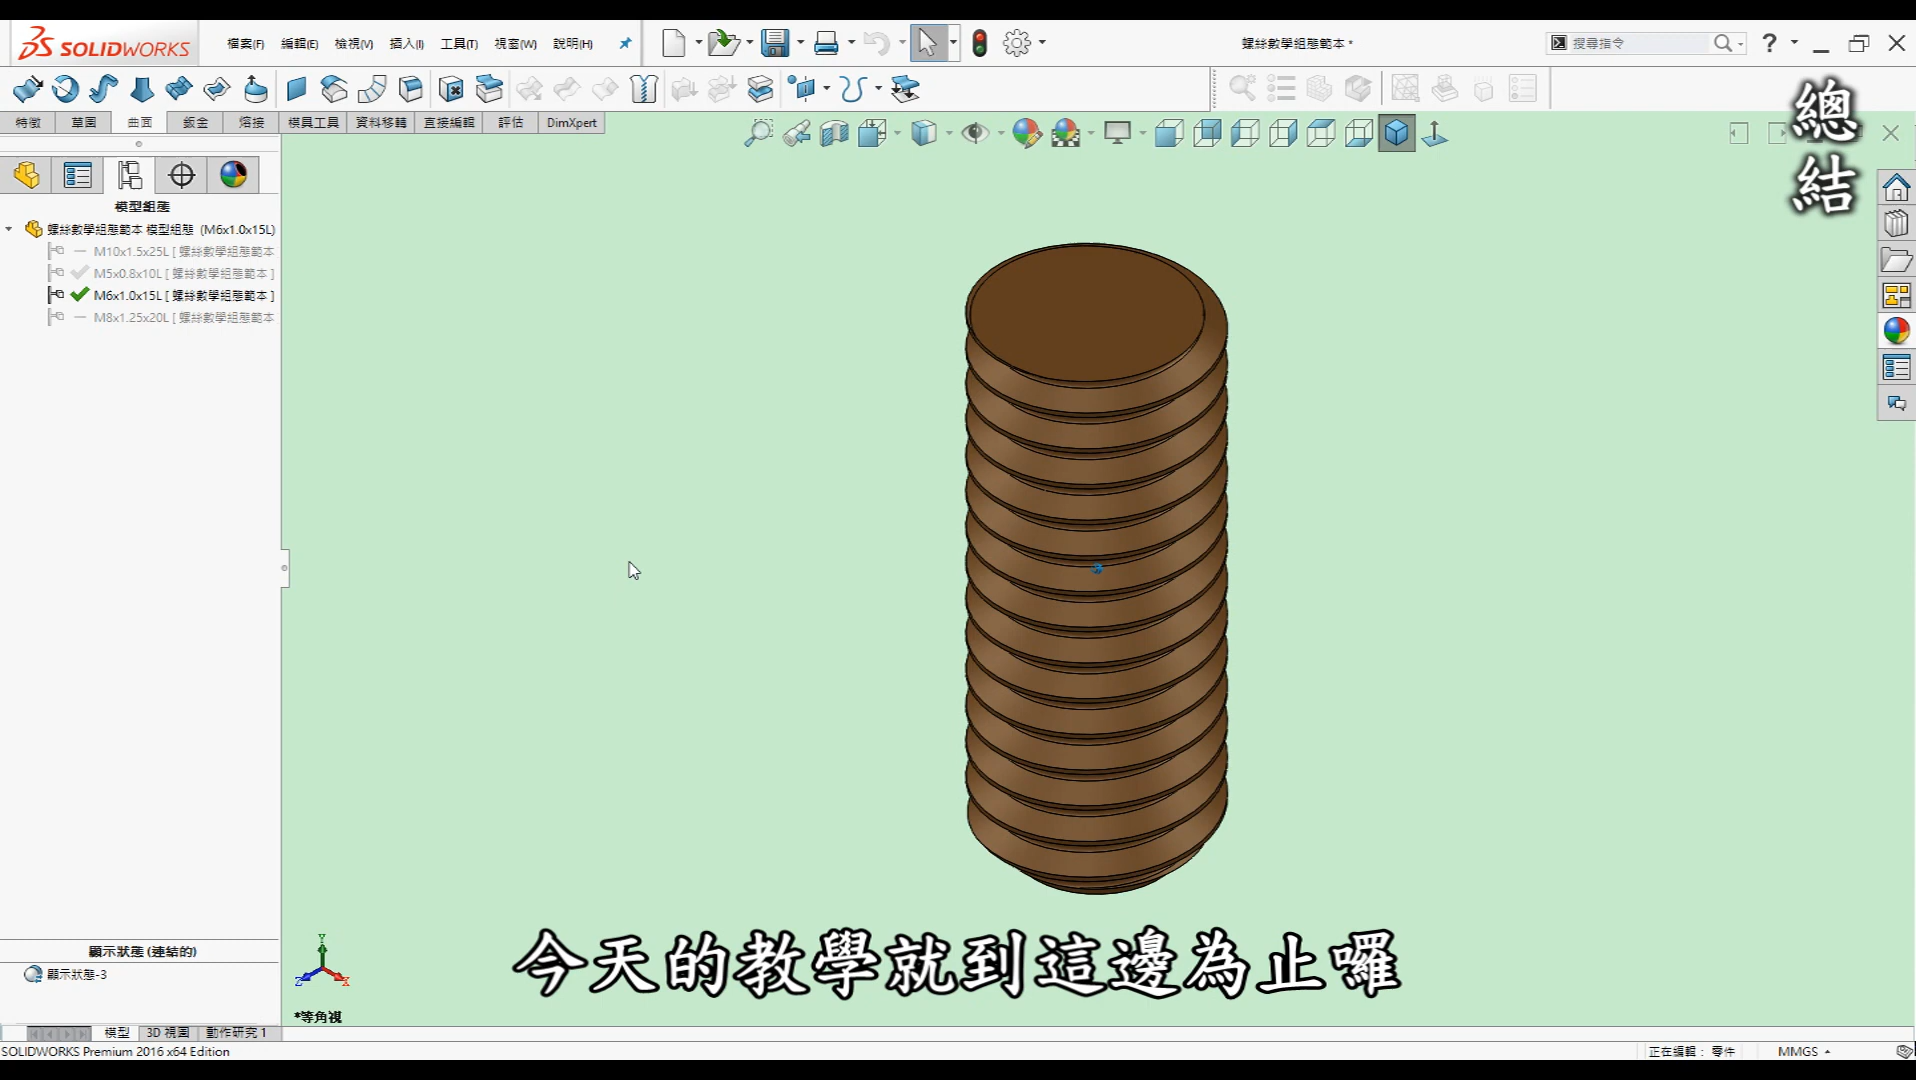 SOLIDWORKS
檔案(F) 編輯(E) 檢視(V) 插入(I) 工具(T) 視窗(W) 說明(H)
螺絲教學組態範本 *
搜尋指令
特徵 草圖 曲面 鈑金 熔接 模具工具 資料移轉 直接編輯 評估 DimXpert
總結
模型組態
螺絲教學組態範本 模型組態 (M6x1.0x15L)
M10x1.5x25L [ 螺絲教學組態範本
M5x0.8x10L [ 螺絲教學組態範本 ]
M6x1.0x15L [ 螺絲教學組態範本 ]
M8x1.25x20L [ 螺絲教學組態範本
顯示狀態 (連結的)
顯示狀態-3
Y
Z
X
*等角視
今天的教學就到這邊為止囉
模型 3D 視圖 動作研究 1
SOLIDWORKS Premium 2016 x64 Edition
正在編輯： 零件
MMGS